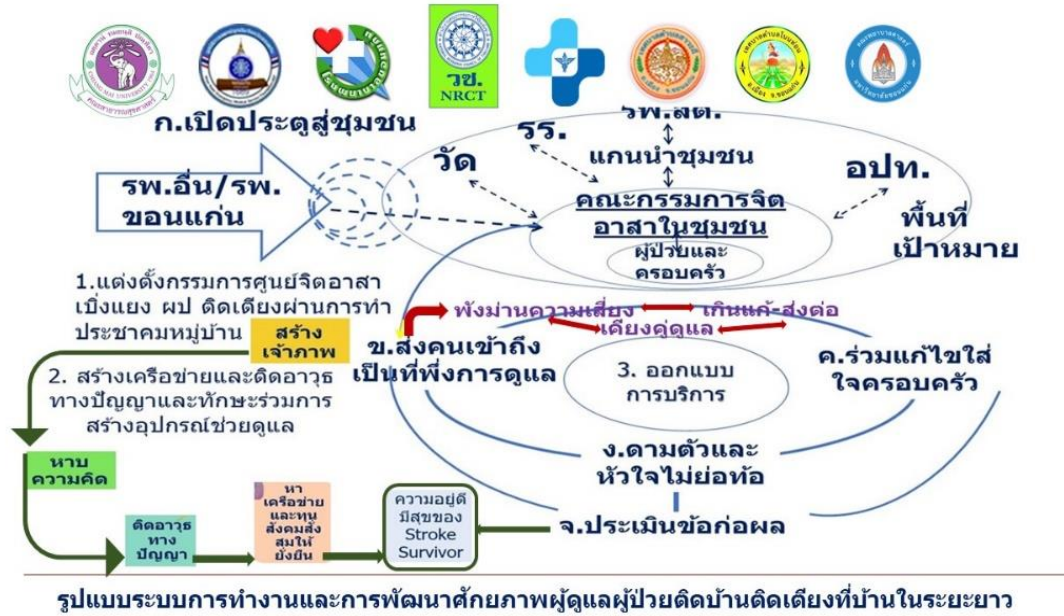 วช.
NRCT
ก.เปิดประตูสู่ชุมชน
รพ.อื่น/รพ.
ขอนแก่น
วัด
รร.
รพ.สต.
แกนนำชุมชน
อปท.
คณะกรรมการจิต
อาสาในชุมชน
ผู้ป่วยและ
ครอบครัว
พื้นที่
เป้าหมาย
1.แต่งตั้งกรรมการศูนย์จิตอาสา
เบิ่งแยง ผป ติดเตียงผ่านการทำ
ประชาคมหมู่บ้าน
สร้าง
เจ้าภาพ
2. สร้างเครือข่ายและติดอาวุธ
ทางปัญญาและทักษะร่วมการ
สร้างอุปกรณ์ช่วยดูแล
พังม่านความเสี่ยง
เกินแก้-ส่งต่อ
เคียงคู่ดูแล
ข.ส่งคนเข้าถึง
เป็นที่พึ่งการดูแล
3. ออกแบบ
การบริการ
ค.ร่วมแก้ไขใส่
ใจครอบครัว
ง.ดามตัวและ
หัวใจไม่ย่อท้อ
จ.ประเมินข้อก่อผล
หาบ
ความคิด
ติดอาวุธ
ทาง
ปัญญา
หา
เครือข่าย
และทุน
สังคมสั่ง
สมให้
ยั่งยืน
ความอยู่ดี
มีสุขของ
Stroke
Survivor
รูปแบบระบบการทำงานและการพัฒนาศักยภาพผู้ดูแลผู้ป่วยติดบ้านติดเตียงที่บ้านในระยะยาว